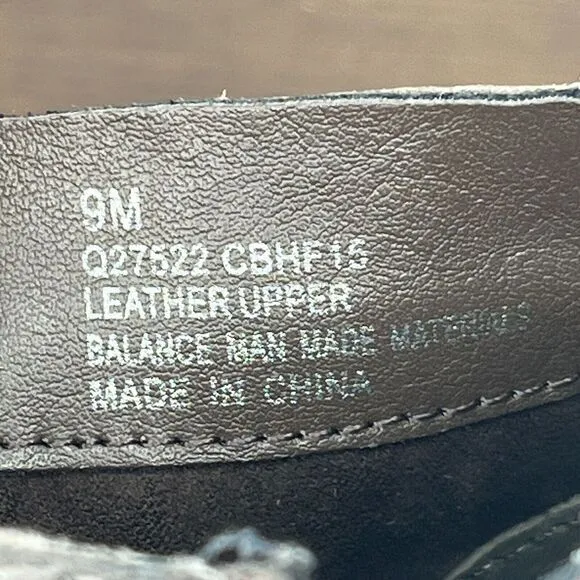 9M
Q27522 CBHF15
LEATHER UPPER
BALANCE MAN MADE MATERIALS
MADE IN CHINA